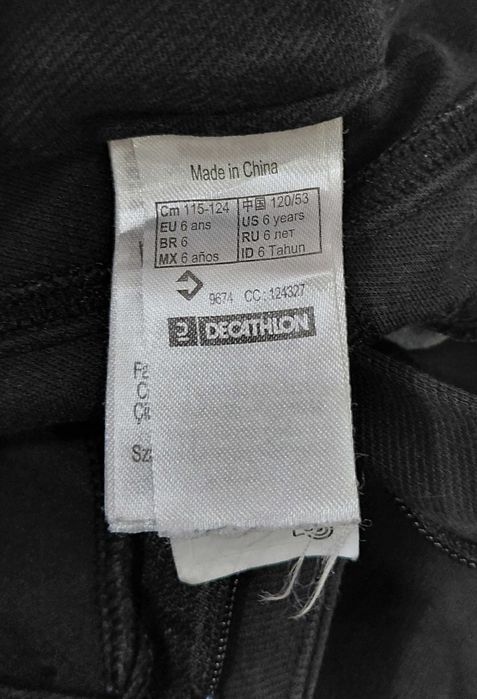 Made in China
Cm 115-124 中国 120/53
EU 6 ans US 6 years
BR 6 RU 6 лет
MX 6 años ID 6 Tahun
9674 CC: 124327
DECATHLON